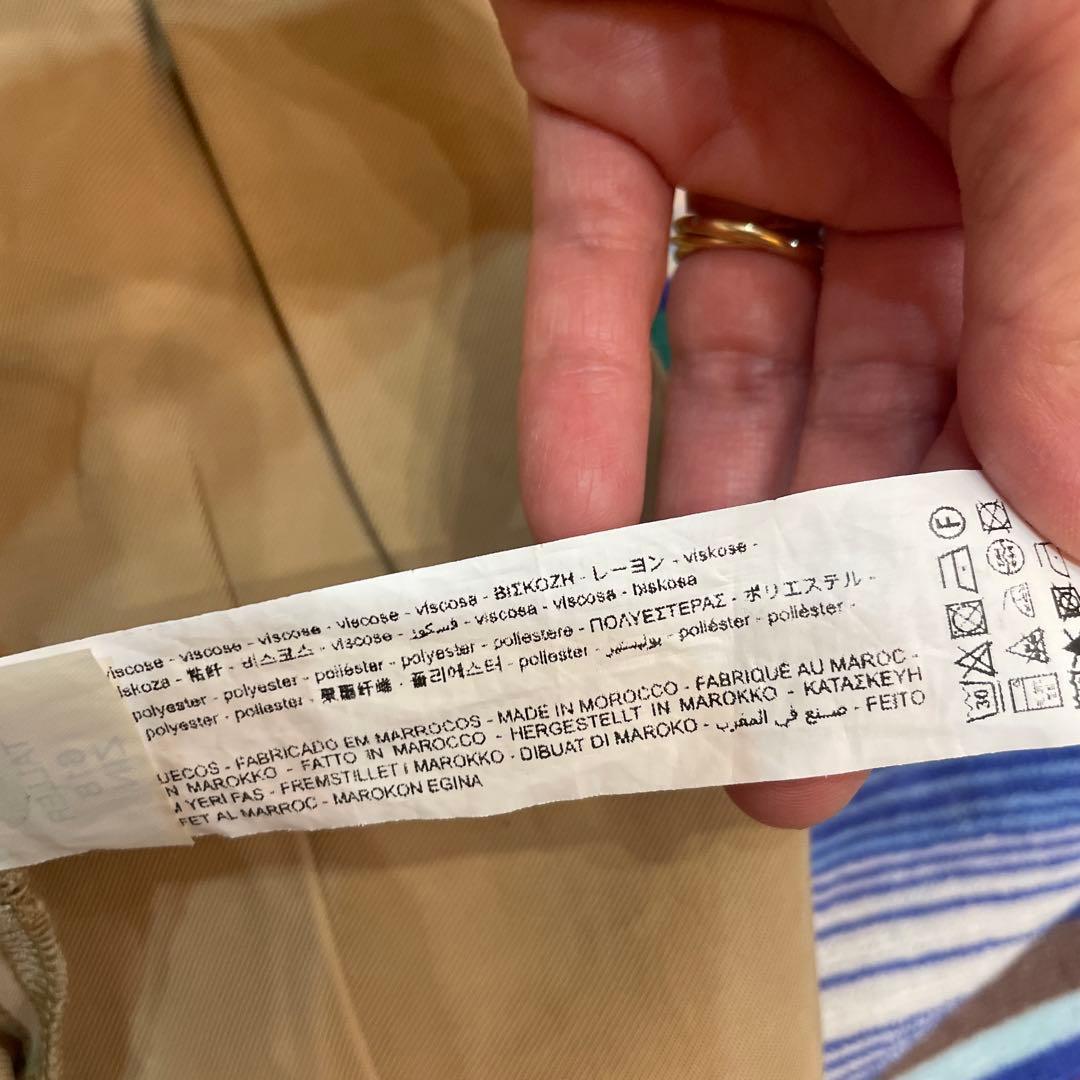 viscose - viscose - viscose - viscose - viscosa - ΒΙΣΚΟΖΗ - レーヨン - viskose -
iskoza - 粘纤 - 비스코스 - viscose - فسكوز - viscosa - viscosa - biskosa
polyester - polyester - poliéster - polyester - poliestere - ΠΟΛΥΕΣΤΕΡΑΣ - ポリエステル -
polyester - poliester - 聚酯纤维 - 폴리에스터 - poliester - بوليستير - polièster - poliester -
UECOS - FABRICADO EM MARROCOS - MADE IN MOROCCO - FABRIQUÉ AU MAROC -
N MAROKKO - FATTO IN MAROCCO - HERGESTELLT IN MAROKKO - ΚΑΤΑΣΚΕΥΗ
YERI FAS - FREMSTILLET I MAROKKO - DIBUAT DI MAROKO - صنع في المغرب - FEITO
FET AL MARROC - MAROKON EGINA
F
30